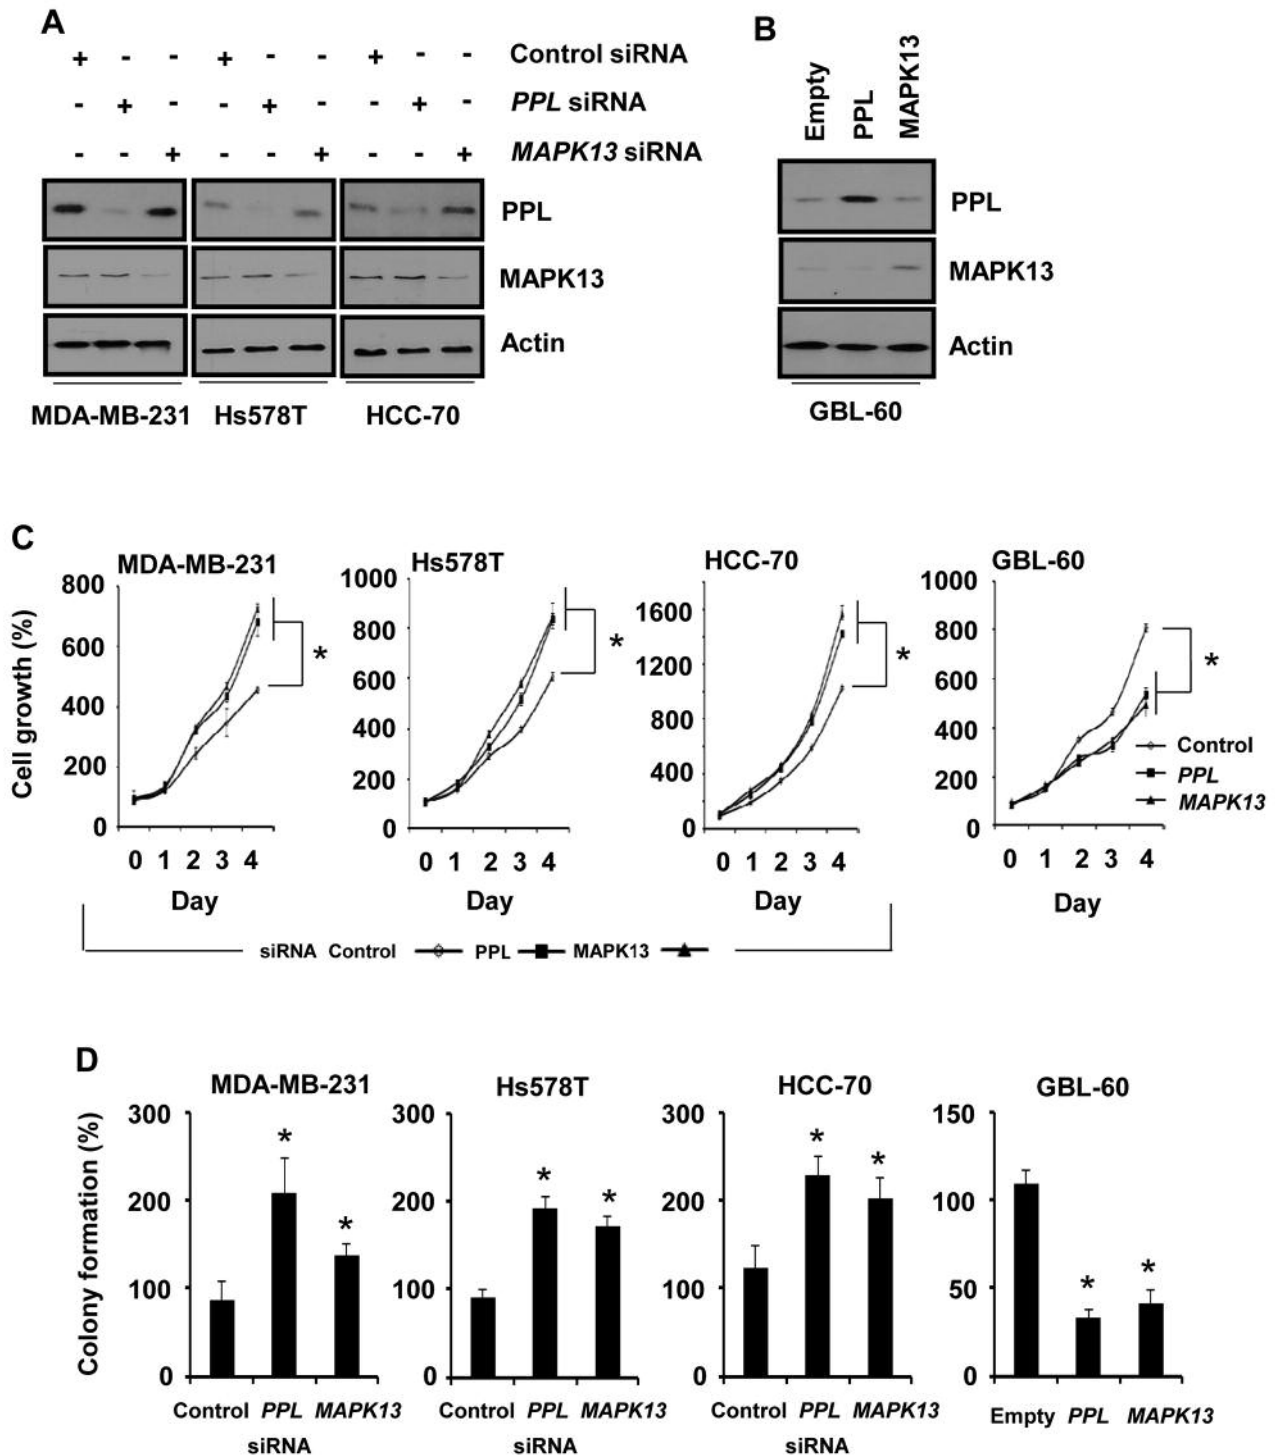 A
+ - - + - - + - - Control siRNA
- + - - + - - + - PPL siRNA
- - + - - + - - + MAPK13 siRNA
PPL
MAPK13
Actin
MDA-MB-231 Hs578T HCC-70
B
Empty PPL MAPK13
PPL
MAPK13
Actin
GBL-60
C
Cell growth (%)
MDA-MB-231
800
600
400
200
0
0 1 2 3 4
Day
*
Hs578T
1000
800
600
400
200
0
0 1 2 3 4
Day
*
HCC-70
1600
1200
800
400
0
0 1 2 3 4
Day
*
GBL-60
1000
800
600
400
200
0
0 1 2 3 4
Day
*
Control
PPL
MAPK13
siRNA Control PPL MAPK13
D
Colony formation (%)
MDA-MB-231
300
200
100
0
* *
Control PPL MAPK13
siRNA
Hs578T
300
200
100
0
* *
Control PPL MAPK13
siRNA
HCC-70
300
200
100
0
* *
Control PPL MAPK13
siRNA
GBL-60
150
100
50
0
* *
Empty PPL MAPK13